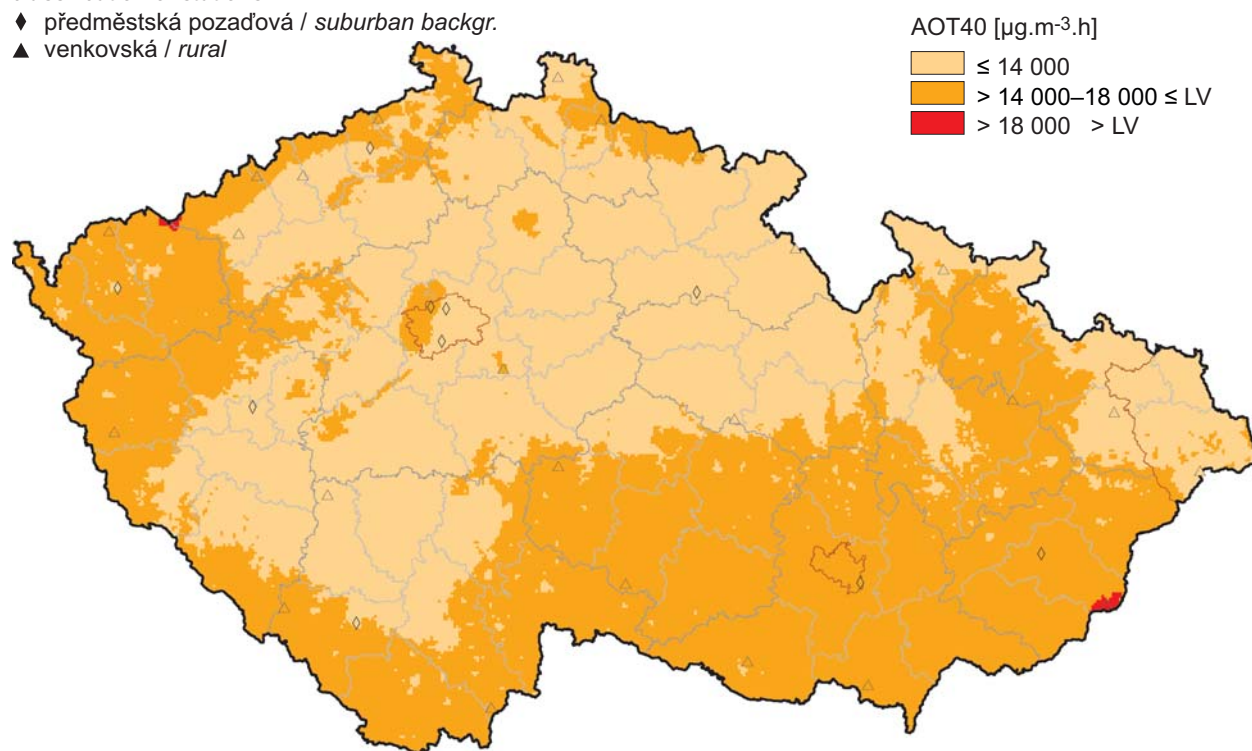 ♦ předměstská pozaďová / suburban backgr.
▲ venkovská / rural
AOT40 [µg.m-3.h]
≤ 14 000
> 14 000–18 000 ≤ LV
> 18 000 > LV